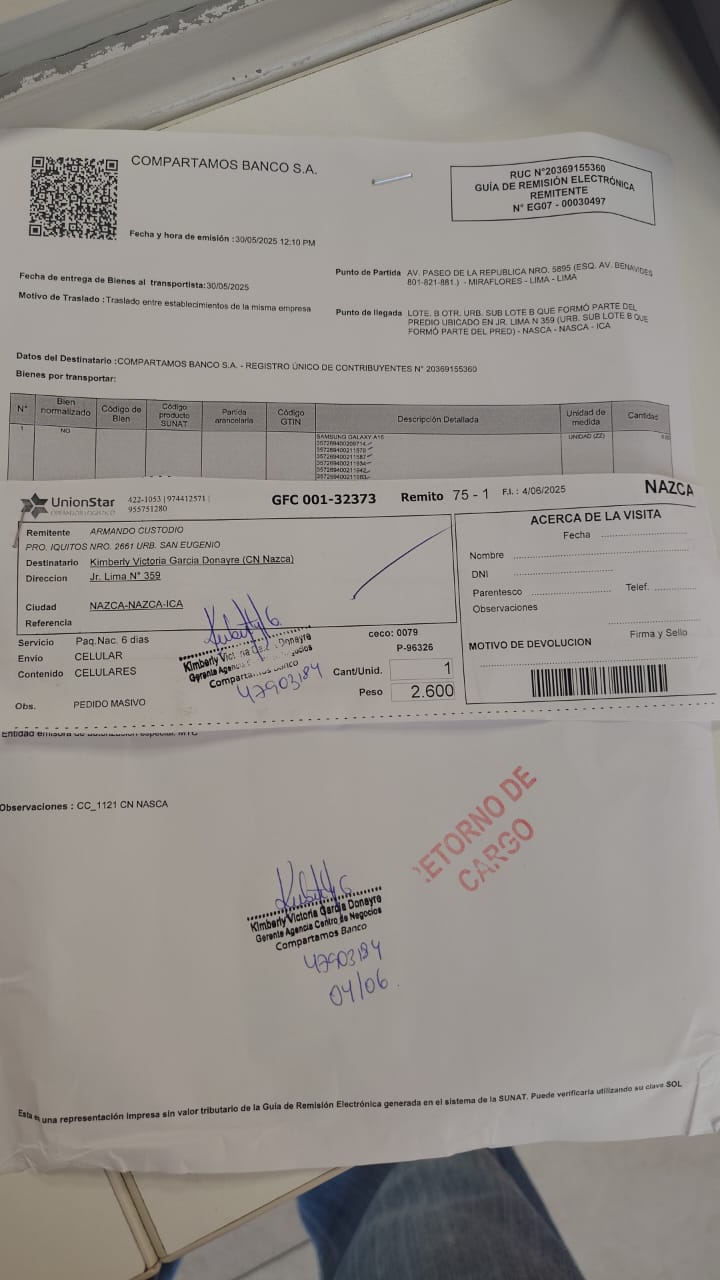 COMPARTAMOS BANCO S.A.
RUC N°20369155360
GUÍA DE REMISIÓN ELECTRÓNICA
REMITENTE
N° EG07 - 00030497
Fecha y hora de emisión :30/05/2025 12:10 PM
Fecha de entrega de Bienes al transportista:30/05/2025
Motivo de Traslado :Traslado entre establecimientos de la misma empresa
Punto de Partida AV. PASEO DE LA REPUBLICA NRO. 5895 (ESQ. AV. BENAVIDES
801-821-881.) - MIRAFLORES - LIMA - LIMA
Punto de llegada LOTE. B OTR. URB. SUB LOTE B QUE FORMÓ PARTE DEL
PREDIO UBICADO EN JR. LIMA N 359 (URB. SUB LOTE B QUE
FORMÓ PARTE DEL PRED) - NASCA - NASCA - ICA
Datos del Destinatario :COMPARTAMOS BANCO S.A. - REGISTRO ÚNICO DE CONTRIBUYENTES N° 20369155360
Bienes por transportar:
N° Bien normalizado Código de Bien Código producto SUNAT Partida arancelaria Código GTIN Descripción Detallada Unidad de medida Cantidad
1 NO SAMSUNG GALAXY A16 UNIDAD (ZZ)
UnionStar
OPERADOR LOGISTICO
422-1053 | 974412571 |
955751280
GFC 001-32373
Remito 75 - 1
F.I.: 4/06/2025
NAZCA
Remitente ARMANDO CUSTODIO
PRO. IQUITOS NRO. 2661 URB. SAN EUGENIO
Destinatario Kimberly Victoria Garcia Donayre (CN Nazca)
Direccion Jr. Lima N° 359
Ciudad NAZCA-NAZCA-ICA
Referencia
Servicio Paq.Nac. 6 dias
Envio CELULAR
Contenido CELULARES
Obs. PEDIDO MASIVO
Kimberly Donayre
Gerente
Banco
47903184
ceco: 0079
P-96326
Cant/Unid. 1
Peso 2.600
ACERCA DE LA VISITA
Fecha
Nombre
DNI
Parentesco
Telef.
Observaciones
Firma y Sello
MOTIVO DE DEVOLUCION
Observaciones : CC_1121 CN NASCA
RETORNO DE
CARGO
Kimberly Victoria García Donayre
Gerente Agencia Centro de Negocios
Compartamos Banco
47903184
04/06
Esta es una representación impresa sin valor tributario de la Guía de Remisión Electrónica generada en el sistema de la SUNAT. Puede verificarla utilizando su clave SOL